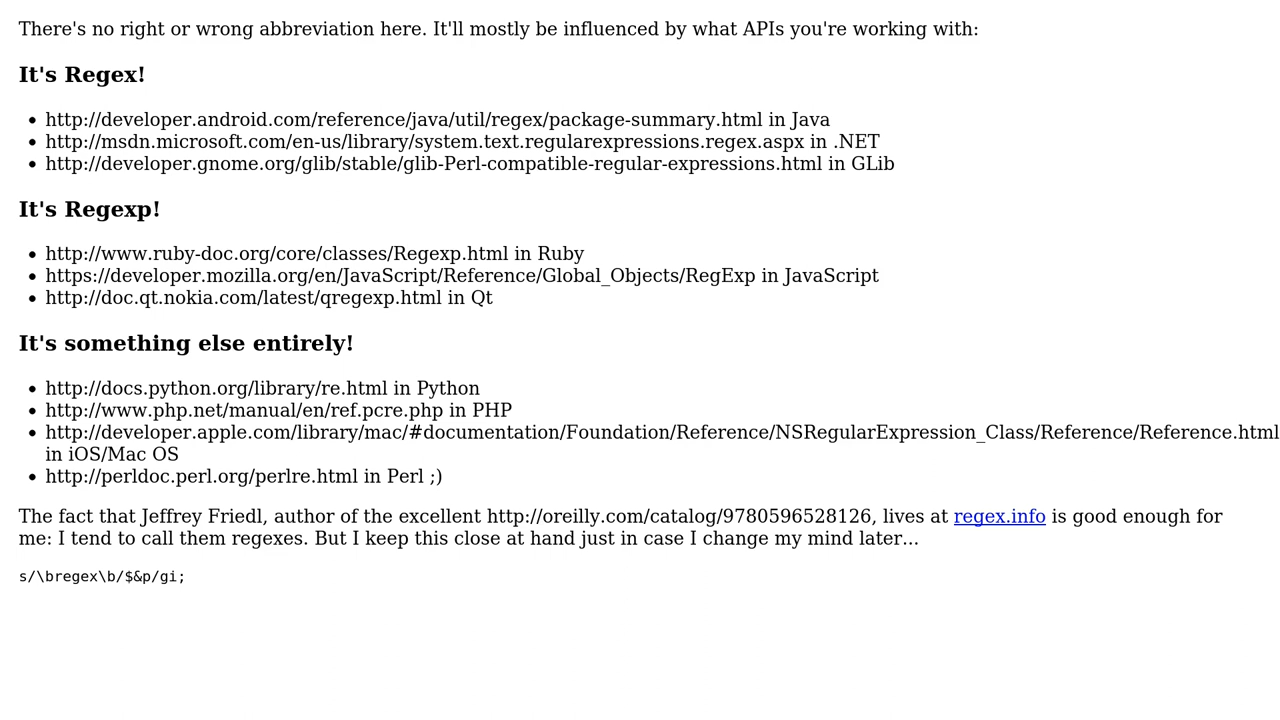 There's no right or wrong abbreviation here. It'll mostly be influenced by what APIs you're working with:
It's Regex!
• http://developer.android.com/reference/java/util/regex/package-summary.html in Java
• http://msdn.microsoft.com/en-us/library/system.text.regularexpressions.regex.aspx in .NET
• http://developer.gnome.org/glib/stable/glib-Perl-compatible-regular-expressions.html in GLib
It's Regexp!
• http://www.ruby-doc.org/core/classes/Regexp.html in Ruby
• https://developer.mozilla.org/en/JavaScript/Reference/Global_Objects/RegExp in JavaScript
• http://doc.qt.nokia.com/latest/qregexp.html in Qt
It's something else entirely!
• http://docs.python.org/library/re.html in Python
• http://www.php.net/manual/en/ref.pcre.php in PHP
• http://developer.apple.com/library/mac/#documentation/Foundation/Reference/NSRegularExpression_Class/Reference/Reference.html
in iOS/Mac OS
• http://perldoc.perl.org/perlre.html in Perl ;)
The fact that Jeffrey Friedl, author of the excellent http://oreilly.com/catalog/9780596528126, lives at regex.info is good enough for
me: I tend to call them regexes. But I keep this close at hand just in case I change my mind later...
s/\bregex\b/$&p/gi;